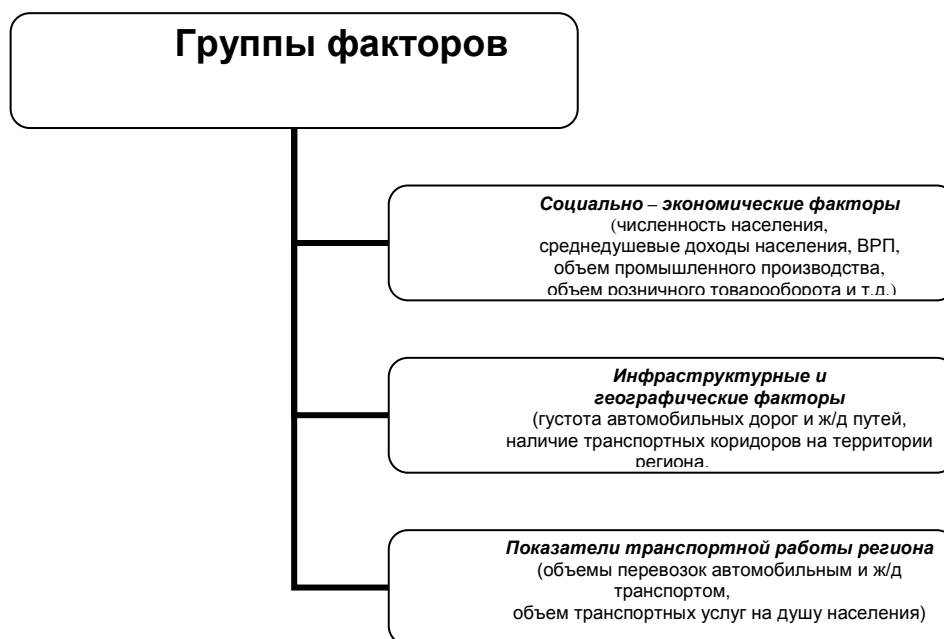 Группы факторов
Социально – экономические факторы
(численность населения,
среднедушевые доходы населения, ВРП,
объем промышленного производства,
объем розничного товарооборота и т.д.)
Инфраструктурные и
географические факторы
(густота автомобильных дорог и ж/д путей,
наличие транспортных коридоров на территории
региона.
Показатели транспортной работы региона
(объемы перевозок автомобильным и ж/д
транспортом,
объем транспортных услуг на душу населения)